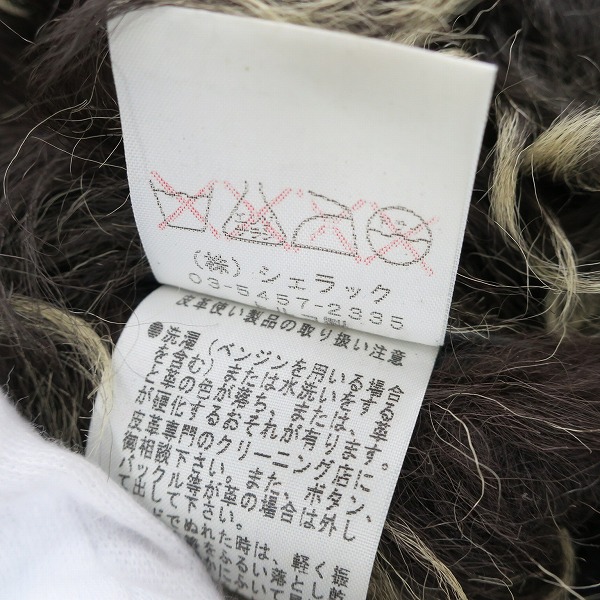 エンソサラシ
(株) シェラック
03-5457-2335
皮革使い製品の取り扱い注意
●洗濯(ベンジンを用いる場合
を含む)または水洗いをする
と革の色が落ち、または、革
が硬化するおそれが有ります。
皮革専門のクリーニング店に
御相談下さい。また、ボタン、
バックル等が革の場合は外し
て出して下さい。
でぬれた時は、軽く振